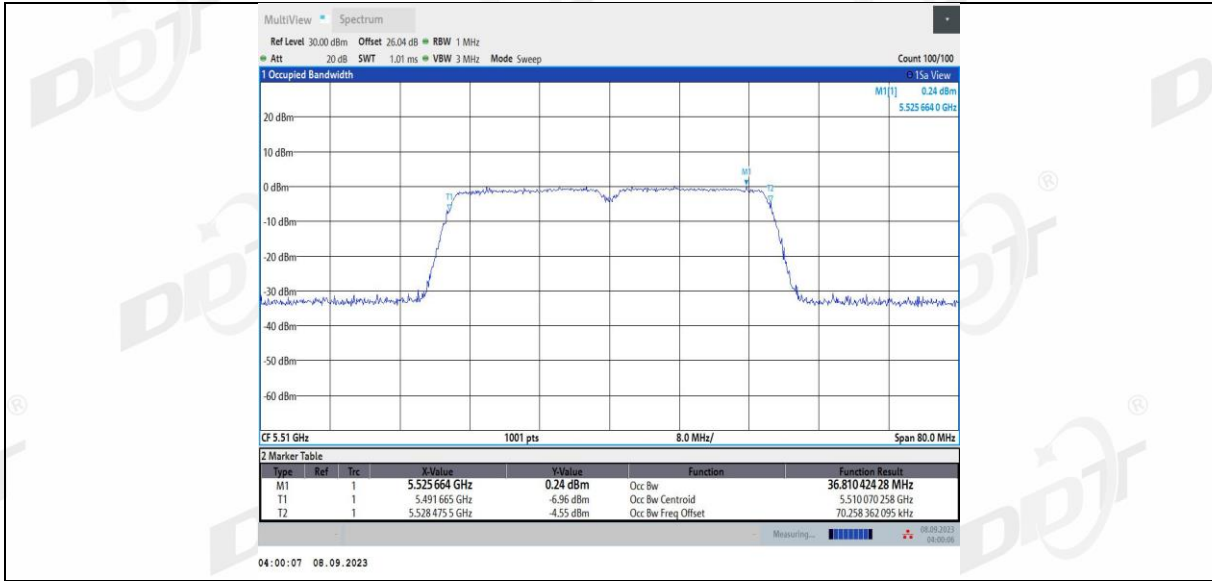 MultiView Spectrum
Ref Level 30.00 dBm Offset 26.04 dB RBW 1 MHz
Att 20 dB SWT 1.01 ms VBW 3 MHz Mode Sweep Count 100/100
1 Occupied Bandwidth 1Sa View
M1[1] 0.24 dBm
5.525 664 0 GHz
20 dBm
10 dBm
M1
0 dBm
T1 T2
-10 dBm
-20 dBm
-30 dBm
-40 dBm
-50 dBm
-60 dBm
CF 5.51 GHz 1001 pts 8.0 MHz/ Span 80.0 MHz
2 Marker Table
Type Ref Trc X-Value Y-Value Function Function Result
M1 1 5.525 664 GHz 0.24 dBm Occ Bw 36.810 424 28 MHz
T1 1 5.491 665 GHz -6.96 dBm Occ Bw Centroid 5.510 070 258 GHz
T2 1 5.528 475 5 GHz -4.55 dBm Occ Bw Freq Offset 70.258 362 095 kHz
Measuring... 08.09.2023
04:00:06
04:00:07 08.09.2023
DDT
®